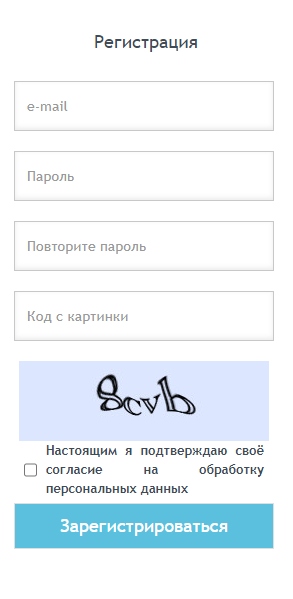 Регистрация
e-mail
Пароль
Повторите пароль
Код с картинки
8cvb
Настоящим я подтверждаю своё
согласие на обработку
персональных данных
Зарегистрироваться